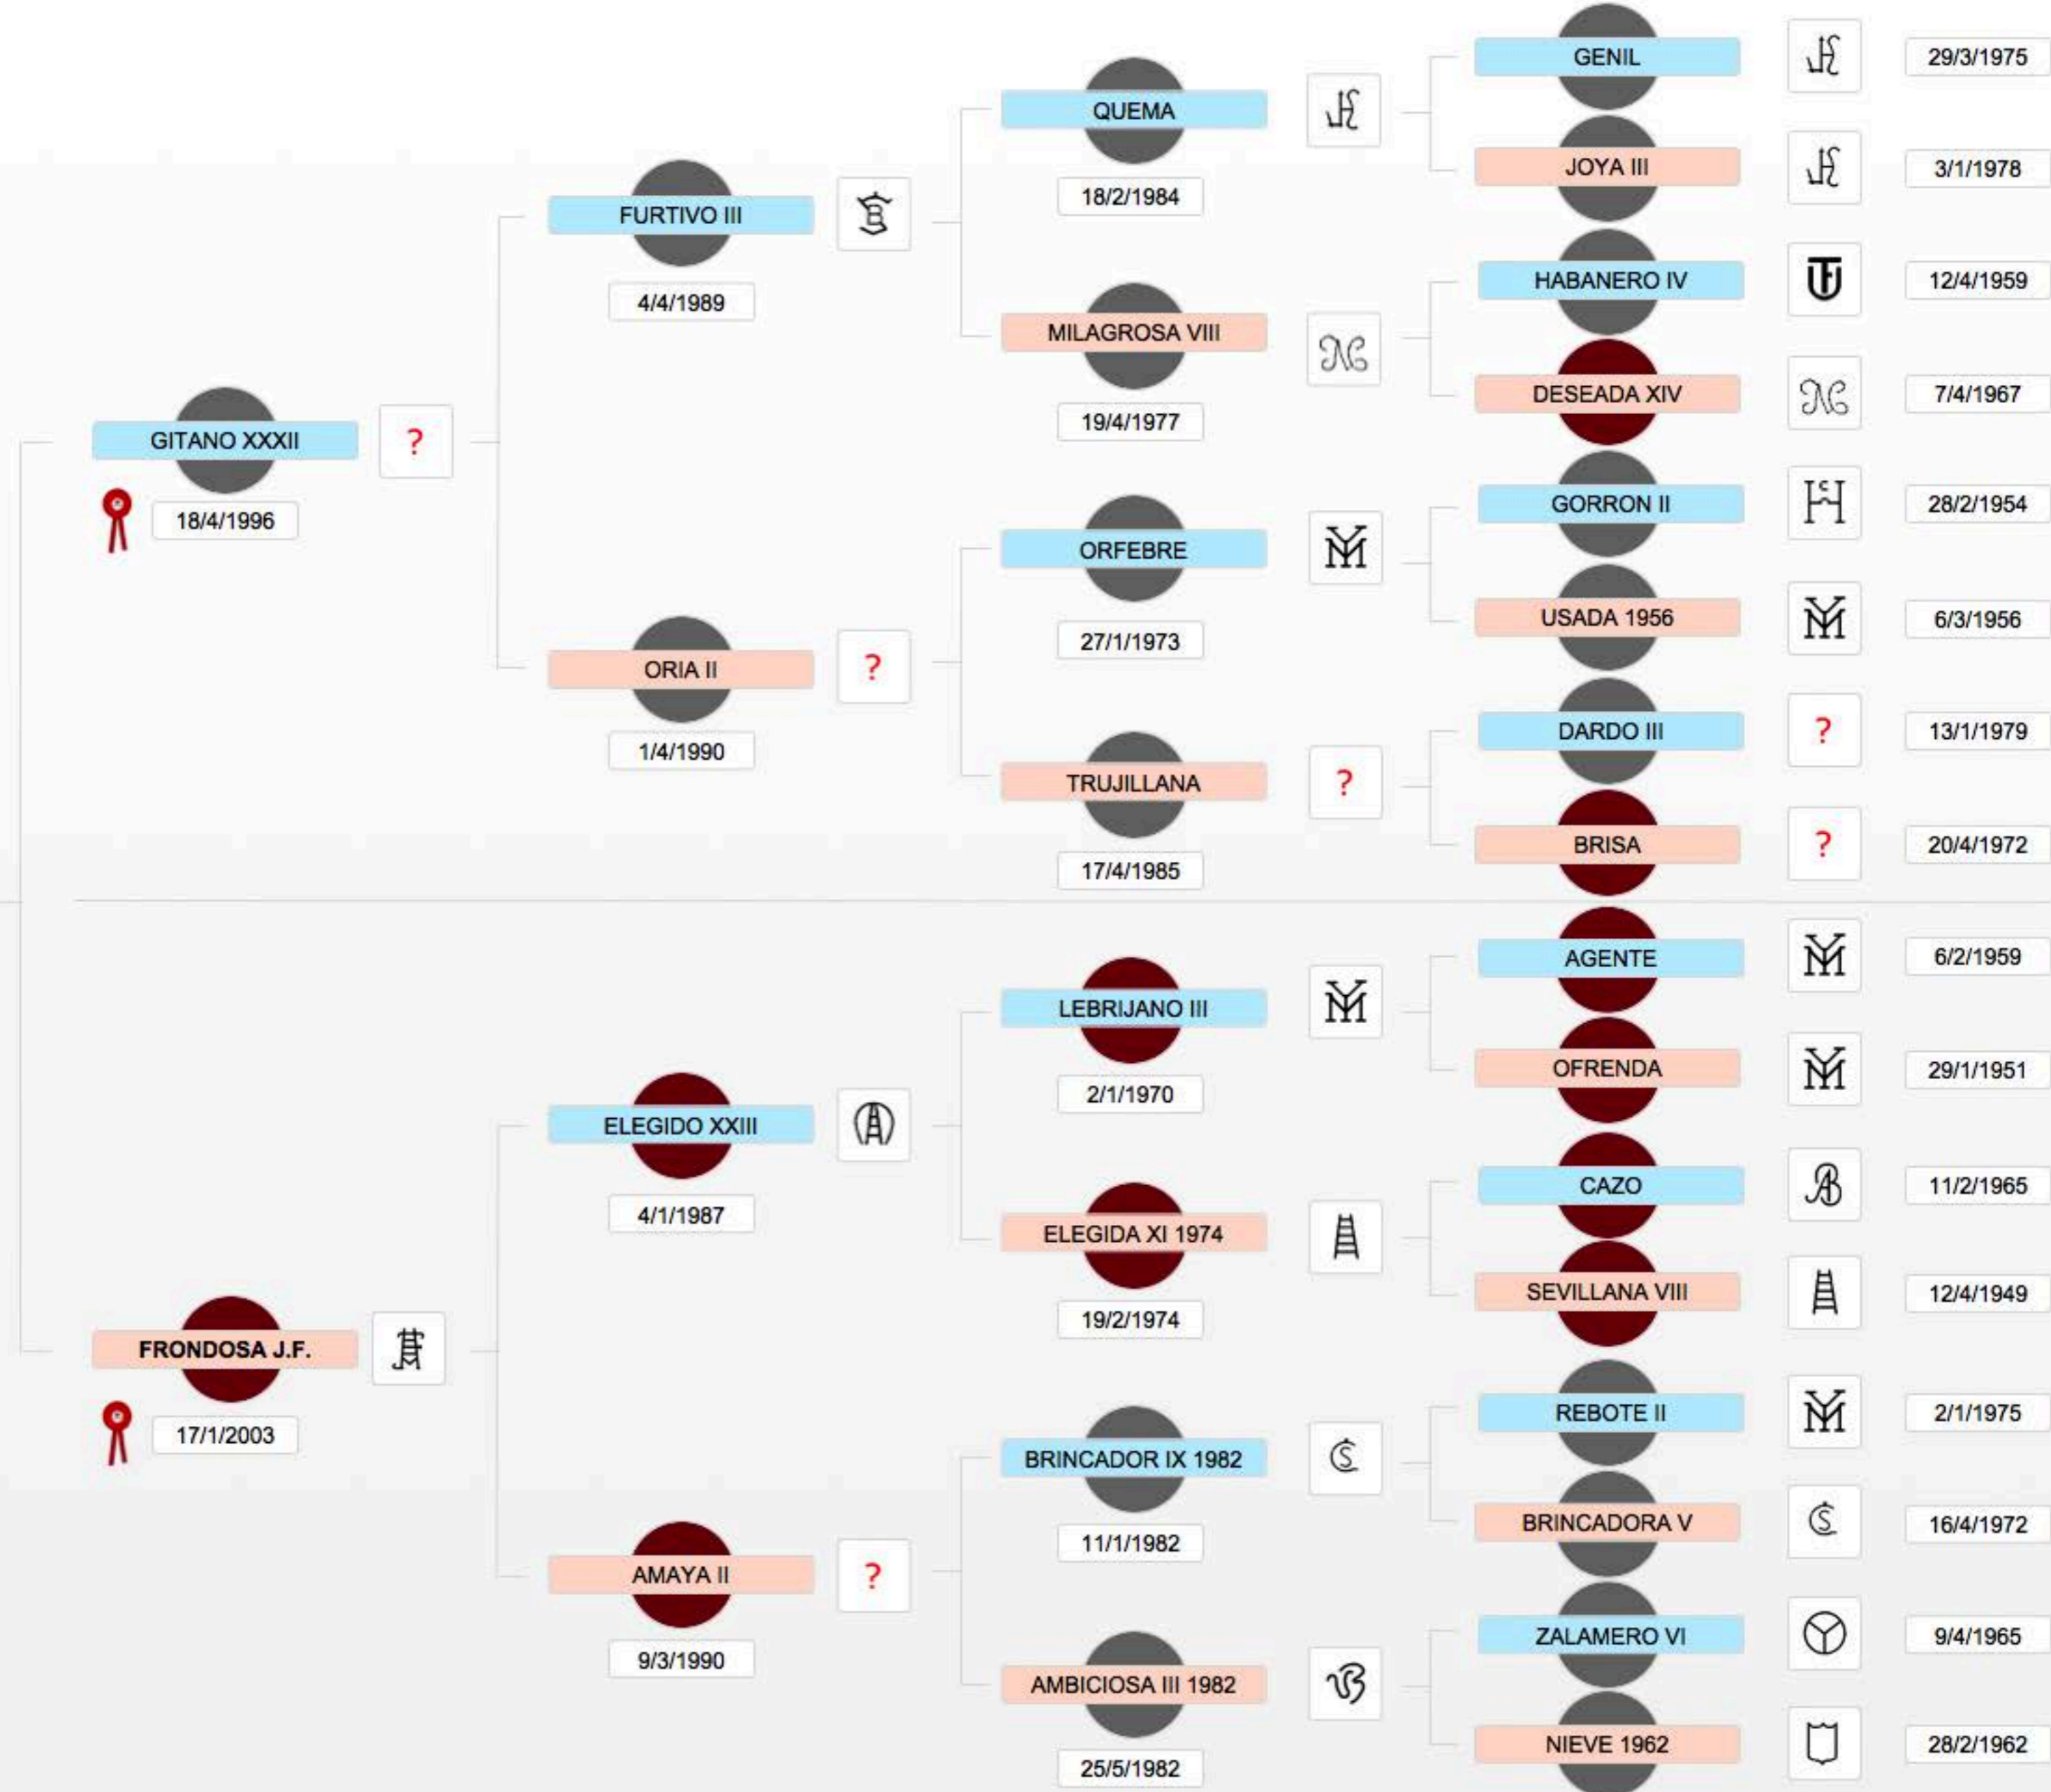 GITANO XXXII
?
18/4/1996
FURTIVO III
4/4/1989
QUEMA
18/2/1984
GENIL
29/3/1975
JOYA III
3/1/1978
MILAGROSA VIII
19/4/1977
HABANERO IV
12/4/1959
DESEADA XIV
7/4/1967
ORIA II
?
1/4/1990
ORFEBRE
27/1/1973
GORRON II
28/2/1954
USADA 1956
6/3/1956
TRUJILLANA
?
17/4/1985
DARDO III
?
13/1/1979
BRISA
?
20/4/1972
FRONDOSA J.F.
17/1/2003
ELEGIDO XXIII
4/1/1987
LEBRIJANO III
2/1/1970
AGENTE
6/2/1959
OFRENDA
29/1/1951
ELEGIDA XI 1974
19/2/1974
CAZO
11/2/1965
SEVILLANA VIII
12/4/1949
AMAYA II
?
9/3/1990
BRINCADOR IX 1982
11/1/1982
REBOTE II
2/1/1975
BRINCADORA V
16/4/1972
AMBICIOSA III 1982
25/5/1982
ZALAMERO VI
9/4/1965
NIEVE 1962
28/2/1962